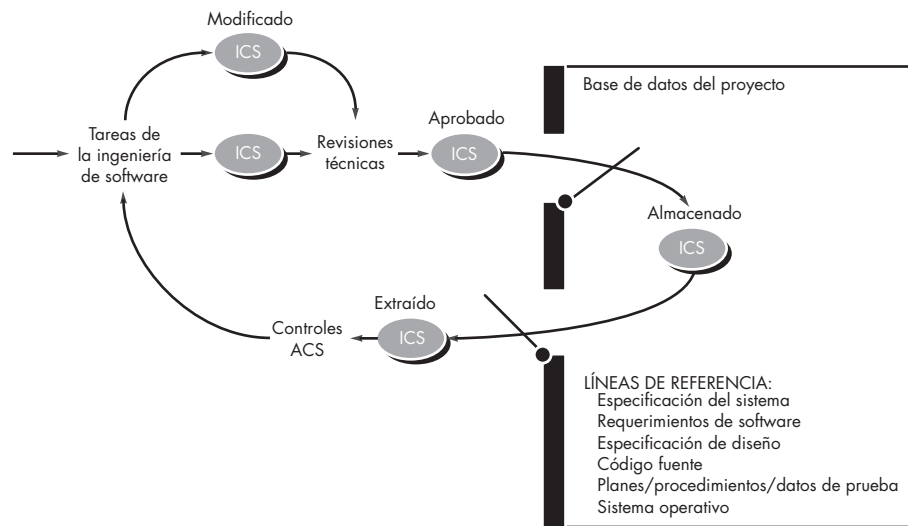 Modificado
ICS
Base de datos del proyecto
Tareas de
la ingeniería
de software
ICS
Revisiones
técnicas
Aprobado
ICS
Almacenado
ICS
Extraído
ICS
Controles
ACS
LÍNEAS DE REFERENCIA:
Especificación del sistema
Requerimientos de software
Especificación de diseño
Código fuente
Planes/procedimientos/datos de prueba
Sistema operativo